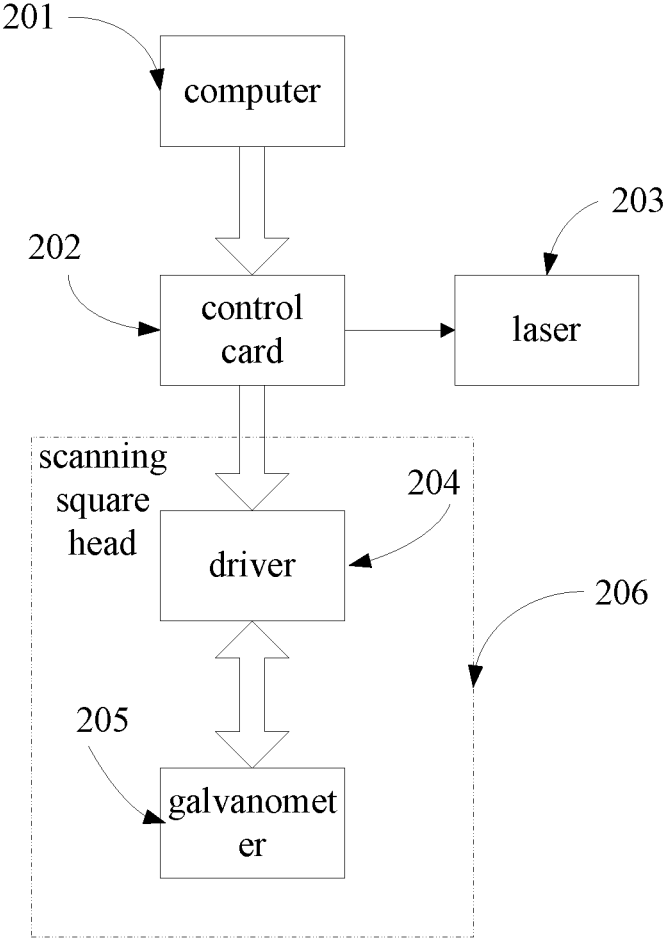 201
computer
203
202
control
card
laser
scanning
square
head
204
driver
206
205
galvanomet
er